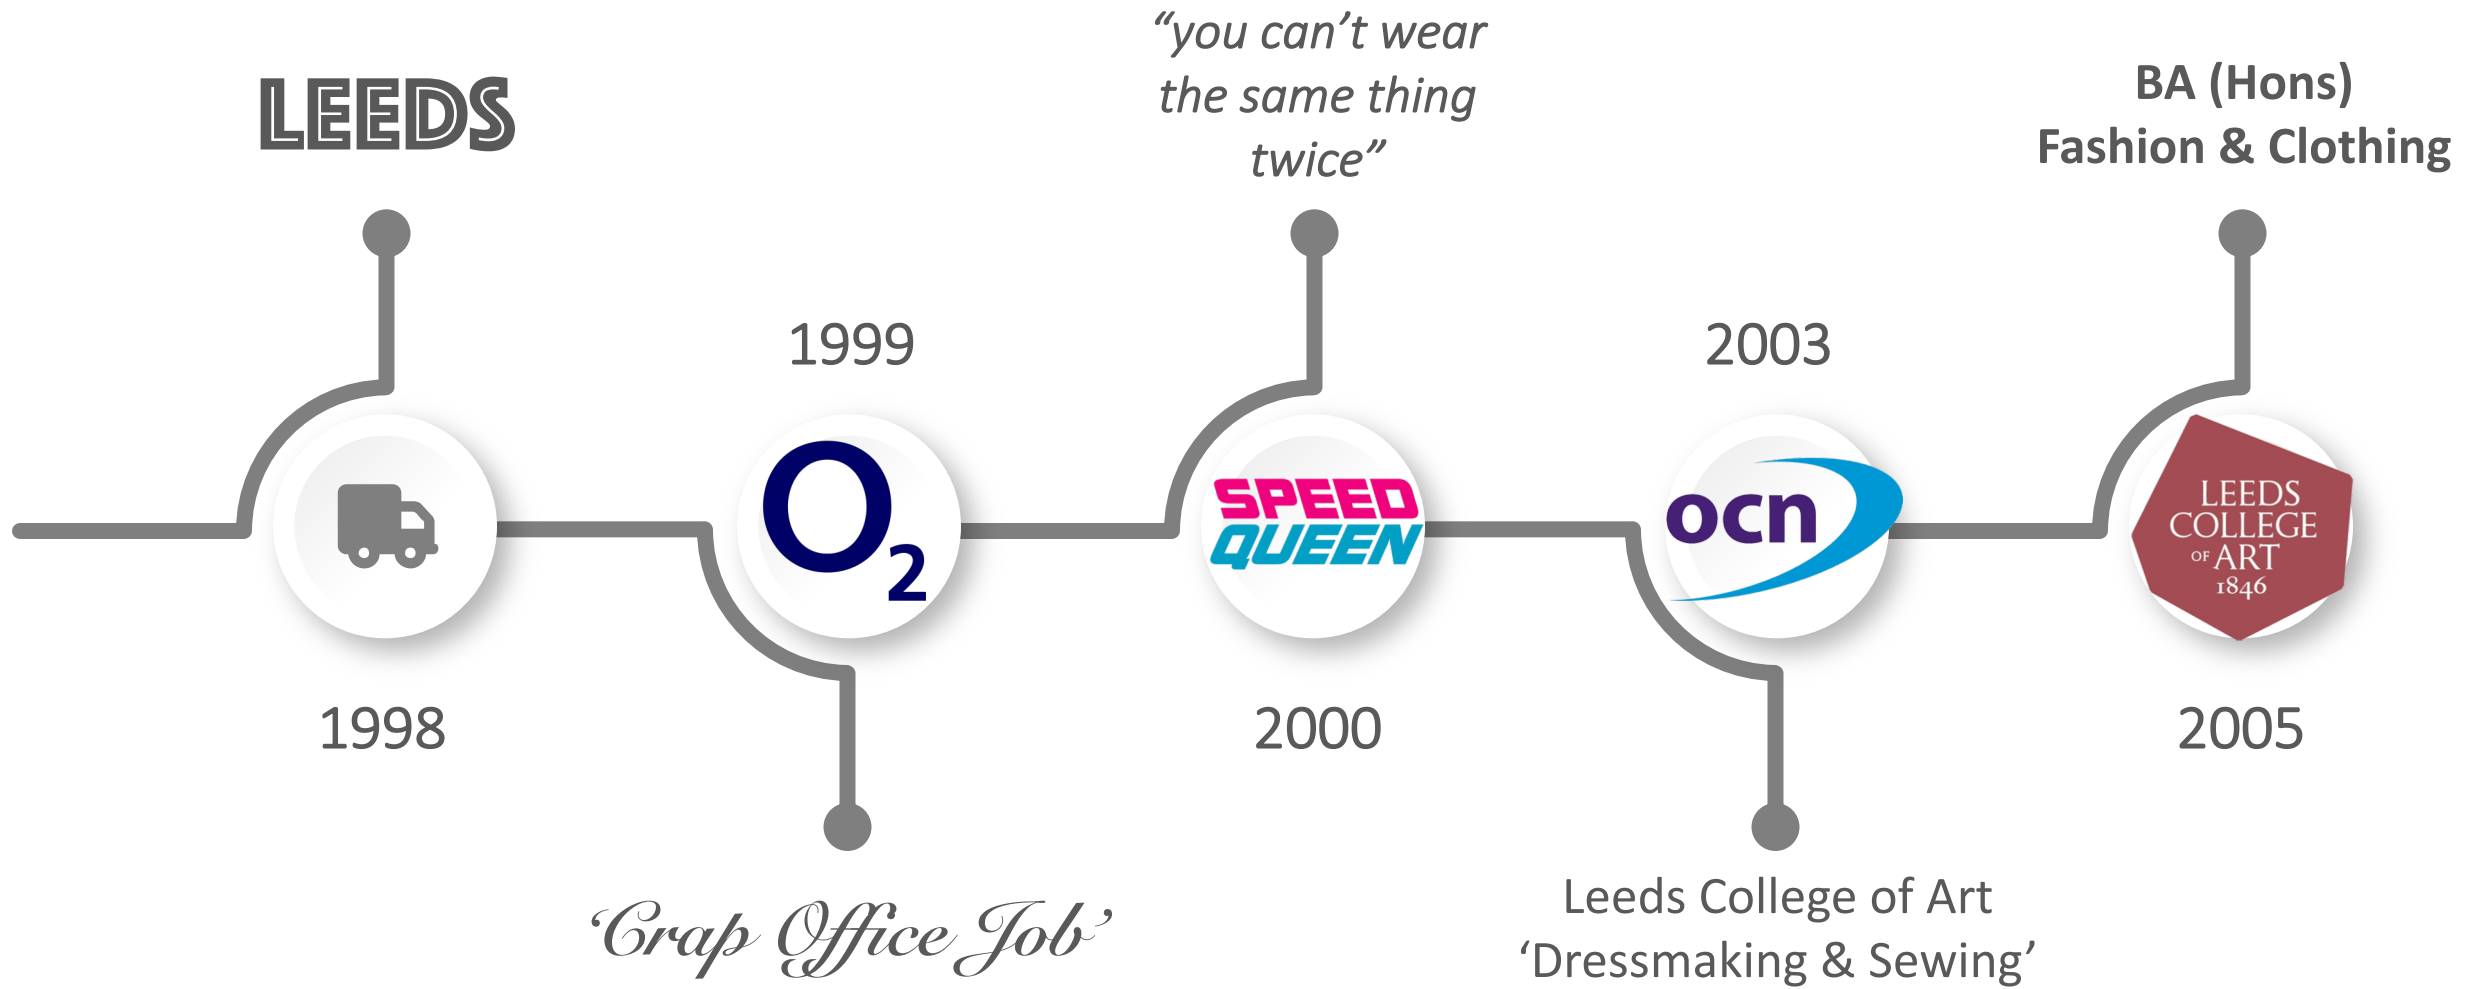 LEEDS
1998
1999
O2
‘Crap Office Job’
“you can’t wear
the same thing
twice”
SPEED
QUEEN
2000
2003
ocn
Leeds College of Art
‘Dressmaking & Sewing’
BA (Hons)
Fashion & Clothing
LEEDS
COLLEGE
OF ART
1846
2005